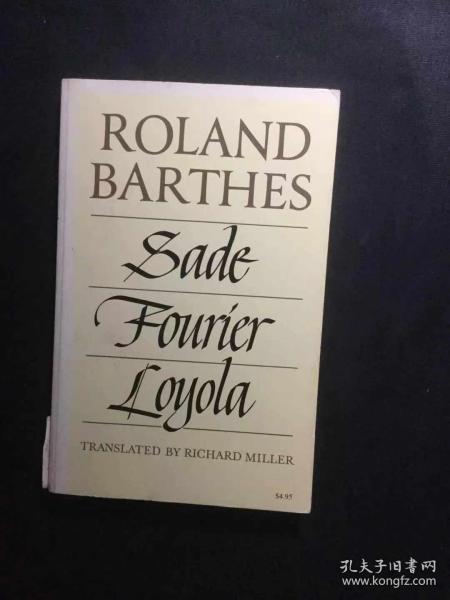 ROLAND
BARTHES
Sade
Fourier
Loyola
TRANSLATED BY RICHARD MILLER
$4.95
孔夫子旧书网
www.kongfz.com